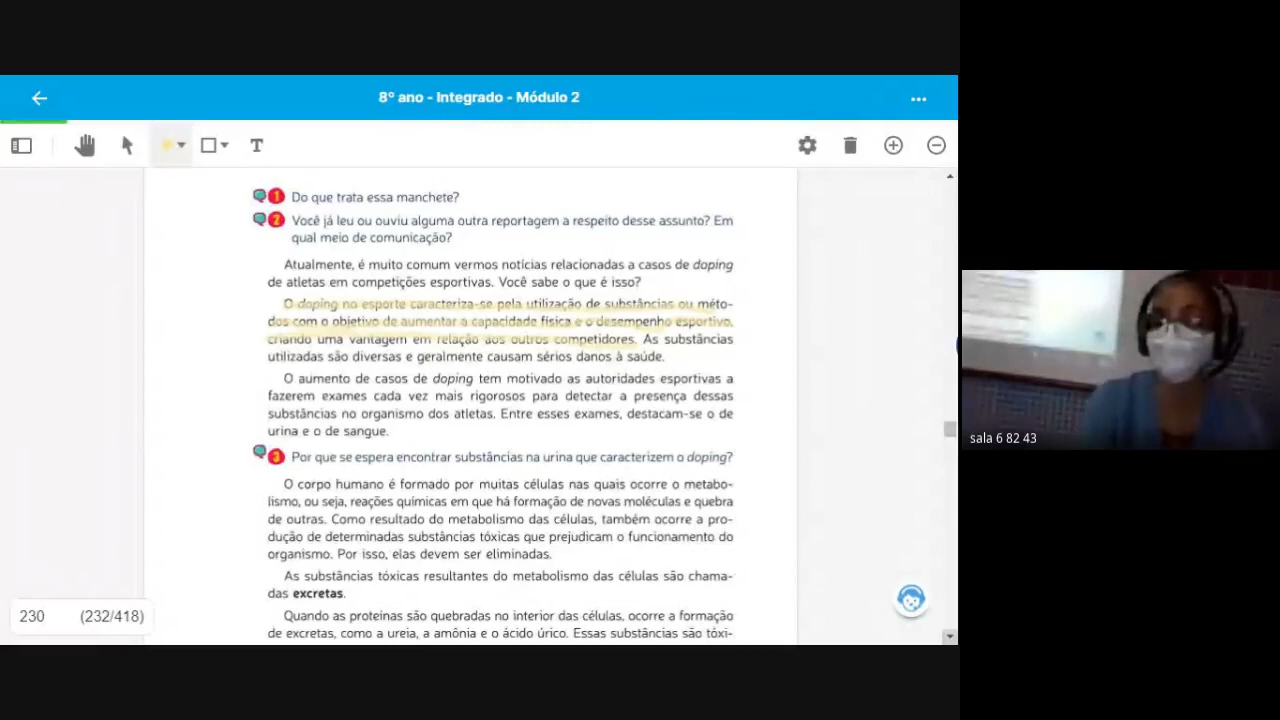 8º ano - Integrado - Módulo 2
T
1 Do que trata essa manchete?
2 Você já leu ou ouviu alguma outra reportagem a respeito desse assunto? Em
qual meio de comunicação?
Atualmente, é muito comum vermos notícias relacionadas a casos de doping
de atletas em competições esportivas. Você sabe o que é isso?
O doping no esporte caracteriza-se pela utilização de substâncias ou méto-
dos com o objetivo de aumentar a capacidade física e o desempenho esportivo,
criando uma vantagem em relação aos outros competidores. As substâncias
utilizadas são diversas e geralmente causam sérios danos à saúde.
O aumento de casos de doping tem motivado as autoridades esportivas a
fazerem exames cada vez mais rigorosos para detectar a presença dessas
substâncias no organismo dos atletas. Entre esses exames, destacam-se o de
urina e o de sangue.
3 Por que se espera encontrar substâncias na urina que caracterizem o doping?
O corpo humano é formado por muitas células nas quais ocorre o metabo-
lismo, ou seja, reações químicas em que há formação de novas moléculas e quebra
de outras. Como resultado do metabolismo das células, também ocorre a pro-
dução de determinadas substâncias tóxicas que prejudicam o funcionamento do
organismo. Por isso, elas devem ser eliminadas.
As substâncias tóxicas resultantes do metabolismo das células são chama-
das excretas.
Quando as proteínas são quebradas no interior das células, ocorre a formação
de excretas, como a ureia, a amônia e o ácido úrico. Essas substâncias são tóxi-
230 (232/418)
sala 6 82 43